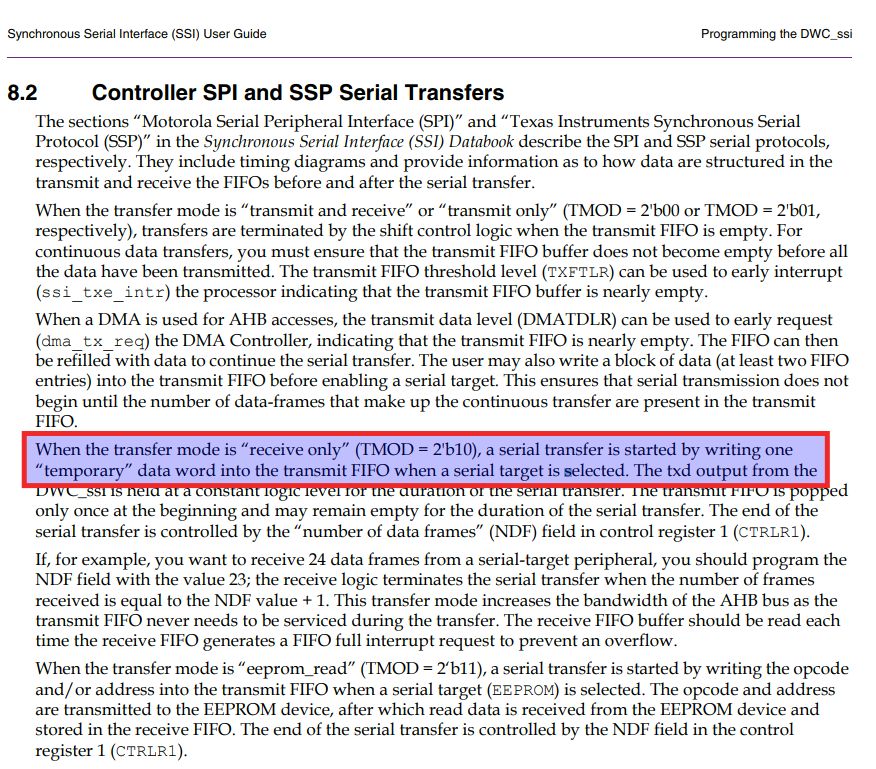 Synchronous Serial Interface (SSI) User Guide
Programming the DWC_ssi
8.2 Controller SPI and SSP Serial Transfers
The sections “Motorola Serial Peripheral Interface (SPI)” and “Texas Instruments Synchronous Serial
Protocol (SSP)” in the Synchronous Serial Interface (SSI) Databook describe the SPI and SSP serial protocols,
respectively. They include timing diagrams and provide information as to how data are structured in the
transmit and receive the FIFOs before and after the serial transfer.
When the transfer mode is “transmit and receive” or “transmit only” (TMOD = 2'b00 or TMOD = 2'b01,
respectively), transfers are terminated by the shift control logic when the transmit FIFO is empty. For
continuous data transfers, you must ensure that the transmit FIFO buffer does not become empty before all
the data have been transmitted. The transmit FIFO threshold level (TXFTLR) can be used to early interrupt
(ssi_txe_intr) the processor indicating that the transmit FIFO buffer is nearly empty.
When a DMA is used for AHB accesses, the transmit data level (DMATDLR) can be used to early request
(dma_tx_req) the DMA Controller, indicating that the transmit FIFO is nearly empty. The FIFO can then
be refilled with data to continue the serial transfer. The user may also write a block of data (at least two FIFO
entries) into the transmit FIFO before enabling a serial target. This ensures that serial transmission does not
begin until the number of data-frames that make up the continuous transfer are present in the transmit
FIFO.
When the transfer mode is “receive only” (TMOD = 2'b10), a serial transfer is started by writing one
“temporary” data word into the transmit FIFO when a serial target is selected. The txd output from the
DWC_ssi is held at a constant logic level for the duration of the serial transfer. The transmit FIFO is popped
only once at the beginning and may remain empty for the duration of the serial transfer. The end of the
serial transfer is controlled by the “number of data frames” (NDF) field in control register 1 (CTRLR1).
If, for example, you want to receive 24 data frames from a serial-target peripheral, you should program the
NDF field with the value 23; the receive logic terminates the serial transfer when the number of frames
received is equal to the NDF value + 1. This transfer mode increases the bandwidth of the AHB bus as the
transmit FIFO never needs to be serviced during the transfer. The receive FIFO buffer should be read each
time the receive FIFO generates a FIFO full interrupt request to prevent an overflow.
When the transfer mode is “eeprom_read” (TMOD = 2'b11), a serial transfer is started by writing the opcode
and/or address into the transmit FIFO when a serial target (EEPROM) is selected. The opcode and address
are transmitted to the EEPROM device, after which read data is received from the EEPROM device and
stored in the receive FIFO. The end of the serial transfer is controlled by the NDF field in the control
register 1 (CTRLR1).